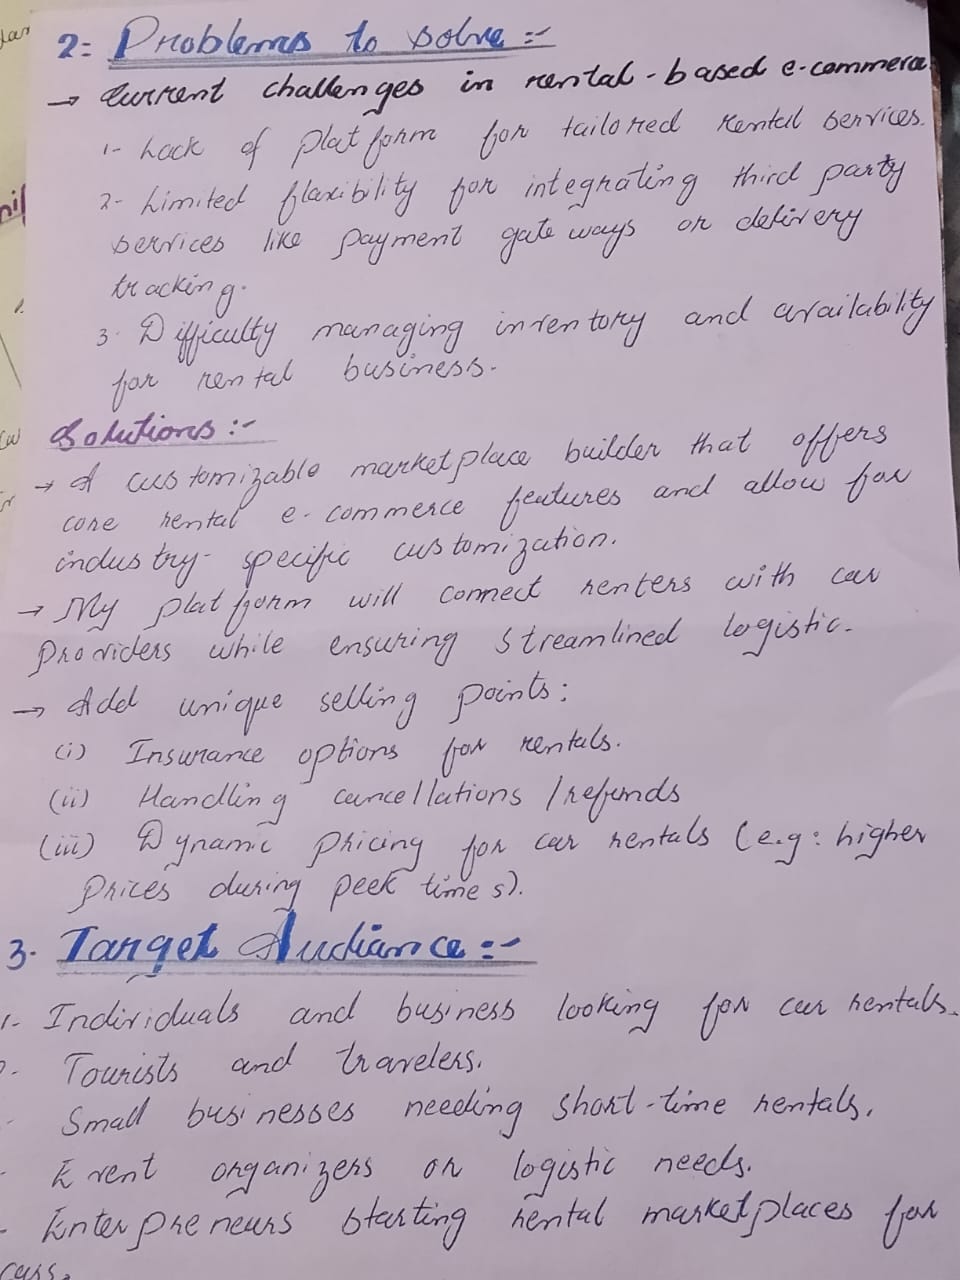 2:- Problems to solve :-
→ Current challenges in rental-based e-commerce
1- Lack of platform for tailored rental services.
2- Limited flaxibility for integrating third party
services like payment gate ways or delivery
tracking.
3. Difficulty managing inventory and availability
for rental business.
Solutions :-
→ A customizable marketplace builder that offers
core rental e-commerce features and allow for
industry-specific customization.
→ My platform will connect renters with car
Providers while ensuring streamlined logistic.
→ Add unique selling points:
(i) Insurance options for rentals.
(ii) Handling cancellations /refunds
(iii) Dynamic pricing for car rentals (e.g: higher
prices during peek times).
3. Target Audiance :-
1- Individuals and business looking for car rentals.
Tourists and travelers.
Small businesses needing short-time rentals.
Event organizers or logistic needs.
Enterpreneurs starting rental marketplaces for
cars.